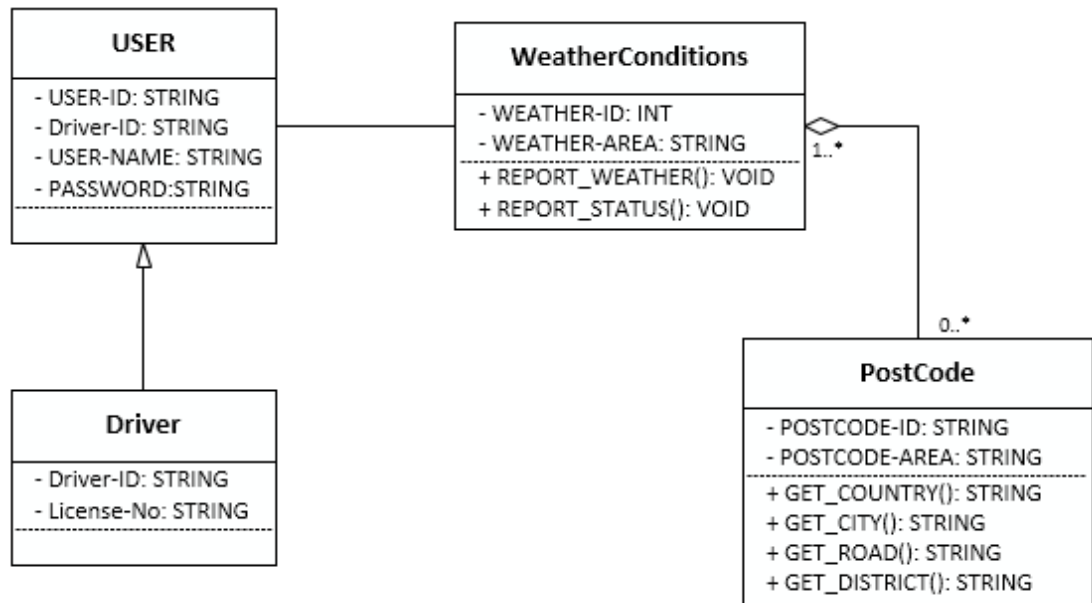 USER
- USER-ID: STRING
- Driver-ID: STRING
- USER-NAME: STRING
- PASSWORD:STRING
WeatherConditions
- WEATHER-ID: INT
- WEATHER-AREA: STRING
+ REPORT_WEATHER(): VOID
+ REPORT_STATUS(): VOID
1..*
0..*
Driver
- Driver-ID: STRING
- License-No: STRING
PostCode
- POSTCODE-ID: STRING
- POSTCODE-AREA: STRING
+ GET_COUNTRY(): STRING
+ GET_CITY(): STRING
+ GET_ROAD(): STRING
+ GET_DISTRICT(): STRING